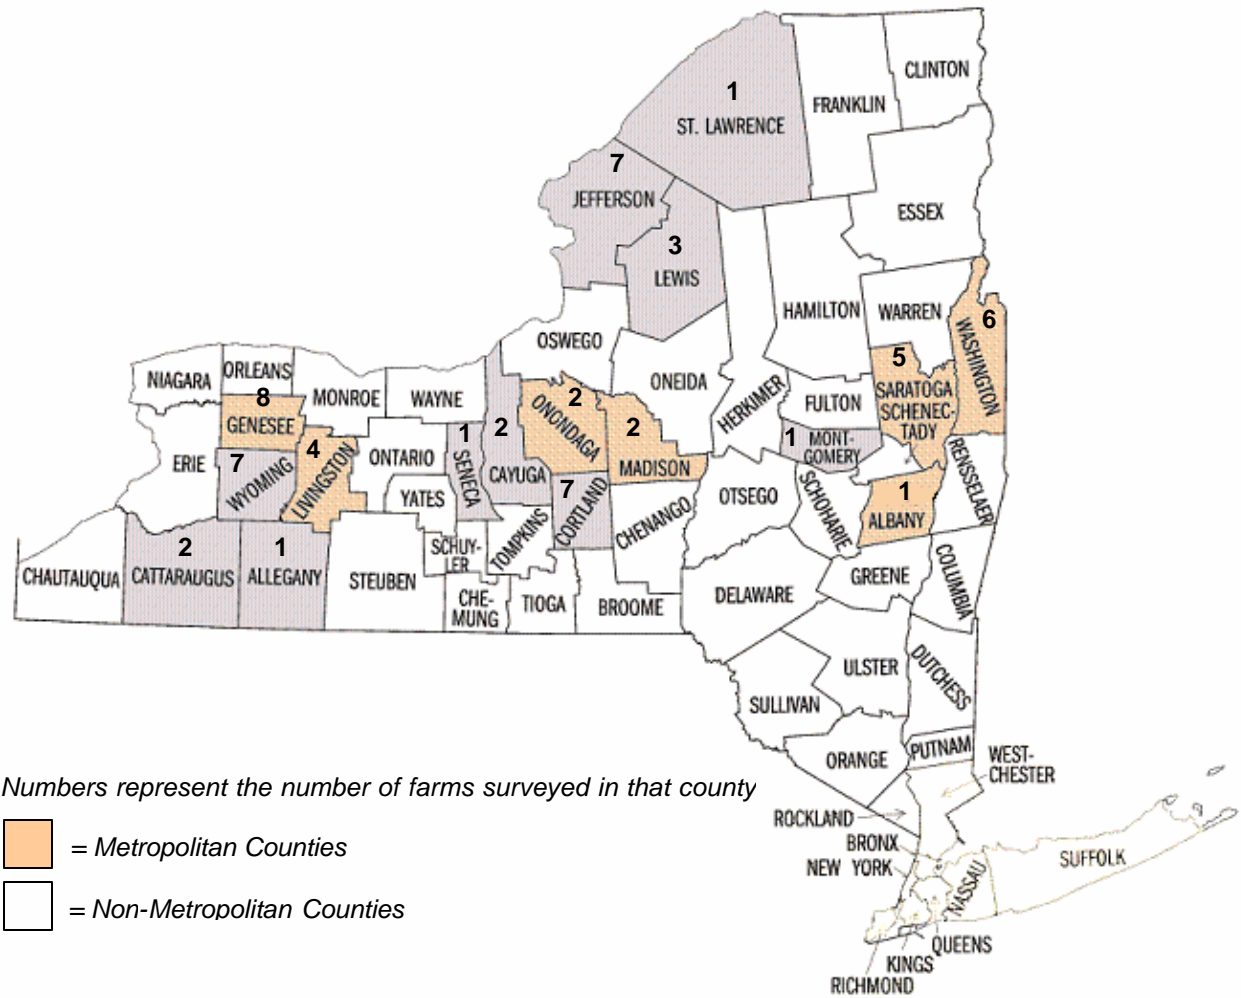 CLINTON
1
FRANKLIN
ST. LAWRENCE
7
JEFFERSON
ESSEX
3
LEWIS
HAMILTON
WARREN
6
WASHINGTON
OSWEGO
5
NIAGARA
ORLEANS
ONEIDA
SARATOGA
8
MONROE
WAYNE
2
HERKIMER
FULTON
SCHENEC-
TADY
GENESEE
ONONDAGA
2
1
2
1
MONT-
GOMERY
4
7
ERIE
WYOMING
LIVINGSTON
ONTARIO
SENECA
CAYUGA
MADISON
RENSSELAER
7
YATES
CORTLAND
OTSEGO
SCHOHARIE
1
ALBANY
CHENANGO
TOMPKINS
2
1
SCHUY-
LER
CHAUTAUQUA
CATTARAUGUS
ALLEGANY
STEUBEN
GREENE
COLUMBIA
CHE-
MUNG
TIOGA
BROOME
DELAWARE
ULSTER
DUTCHESS
SULLIVAN
ORANGE
PUTNAM
WEST-
CHESTER
Numbers represent the number of farms surveyed in that county
ROCKLAND
= Metropolitan Counties
BRONX
NEW YORK
SUFFOLK
NASSAU
= Non-Metropolitan Counties
QUEENS
KINGS
RICHMOND